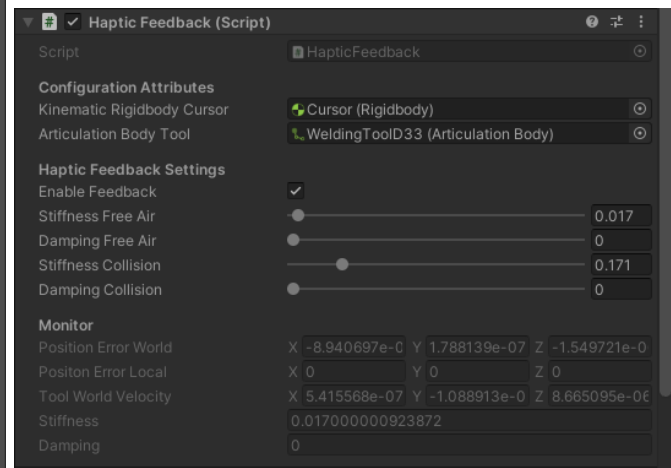 Haptic Feedback (Script)
Script HapticFeedback
Configuration Attributes
Kinematic Rigidbody Cursor Cursor (Rigidbody)
Articulation Body Tool WeldingToolD33 (Articulation Body)
Haptic Feedback Settings
Enable Feedback
Stiffness Free Air 0.017
Damping Free Air 0
Stiffness Collision 0.171
Damping Collision 0
Monitor
Position Error World X -8.940697e-0 Y 1.788139e-07 Z -1.549721e-0
Positon Error Local X 0 Y 0 Z 0
Tool World Velocity X 5.415568e-07 Y -1.088913e-0 Z 8.665095e-06
Stiffness 0.017000000923872
Damping 0